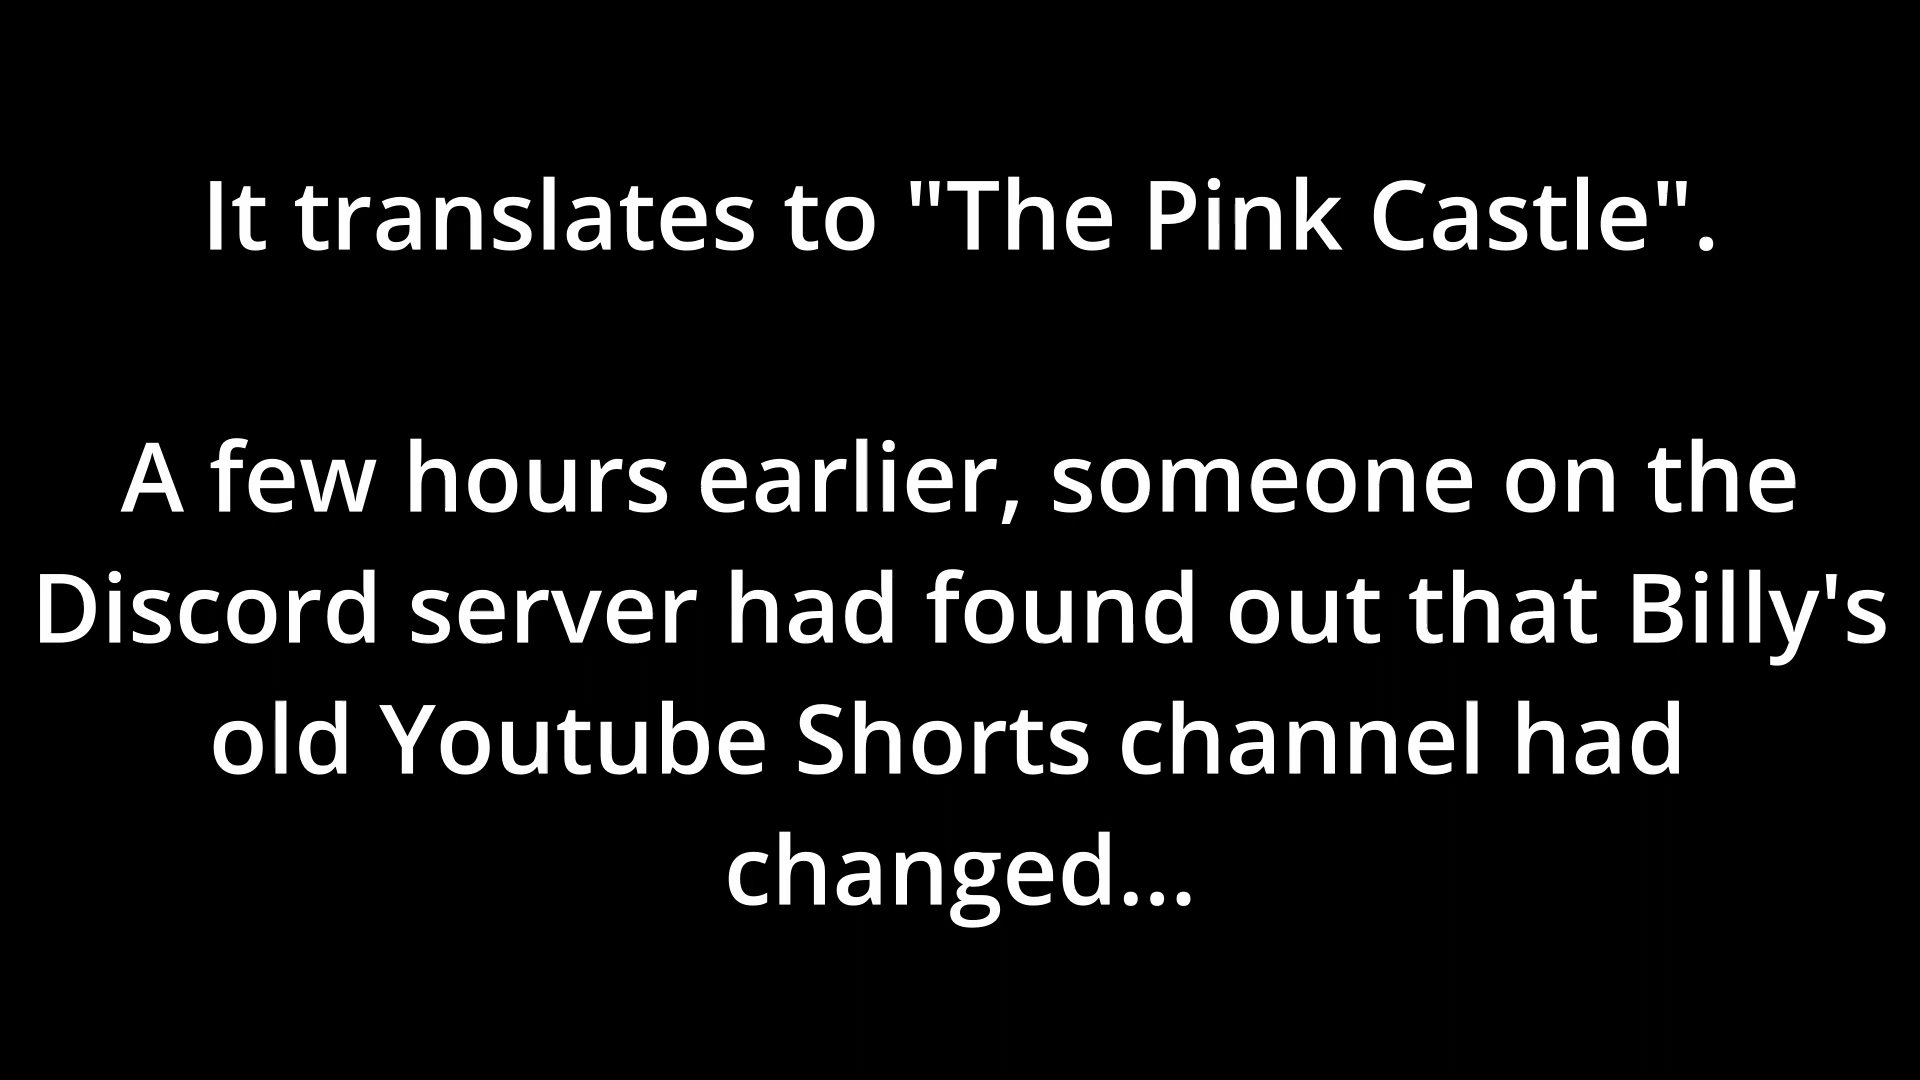 It translates to "The Pink Castle".
A few hours earlier, someone on the
Discord server had found out that Billy's
old Youtube Shorts channel had
changed...